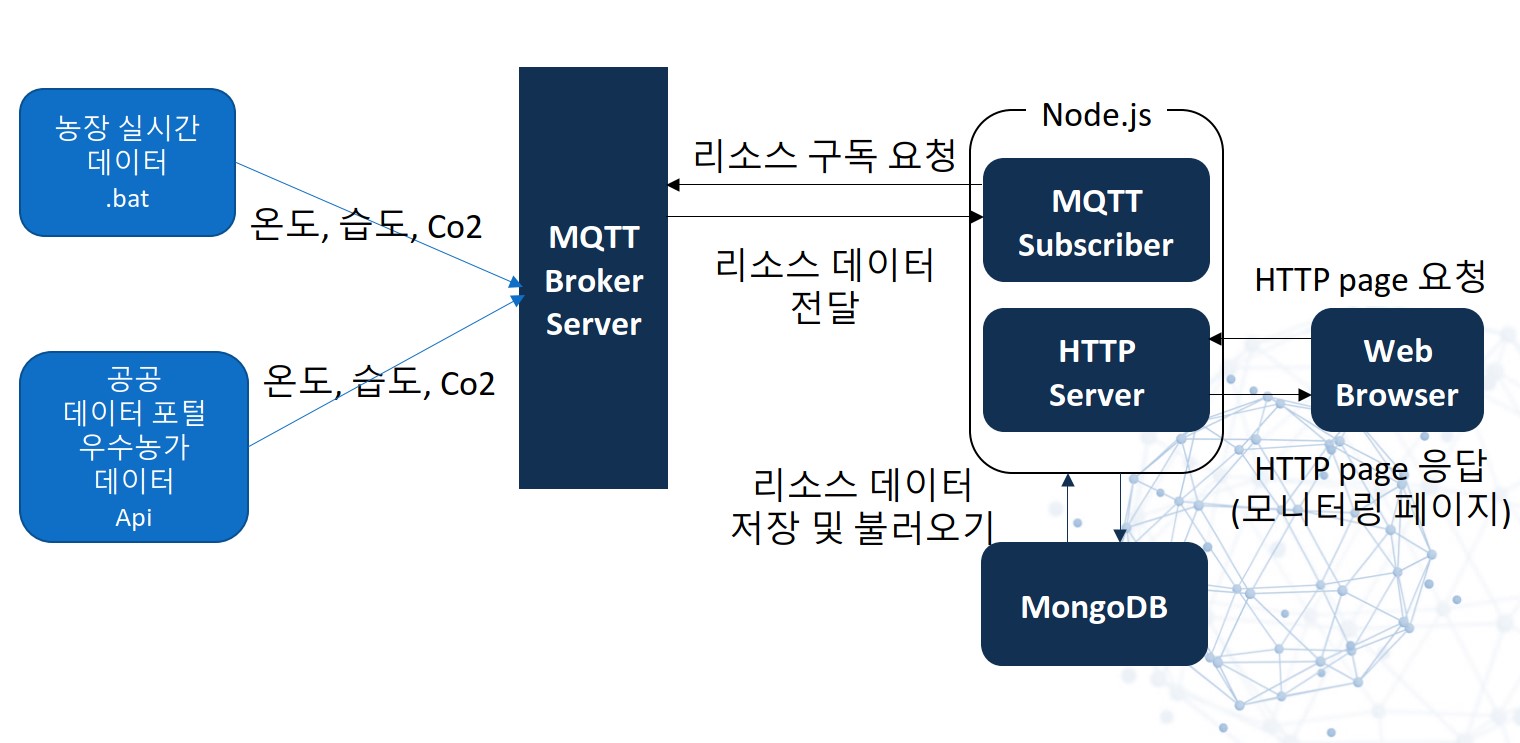 농장 실시간
데이터
.bat
온도, 습도, Co2
공공
데이터 포털
우수농가
데이터
Api
온도, 습도, Co2
MQTT
Broker
Server
리소스 구독 요청
리소스 데이터
전달
Node.js
MQTT
Subscriber
HTTP
Server
HTTP page 요청
Web
Browser
HTTP page 응답
(모니터링 페이지)
리소스 데이터
저장 및 불러오기
MongoDB